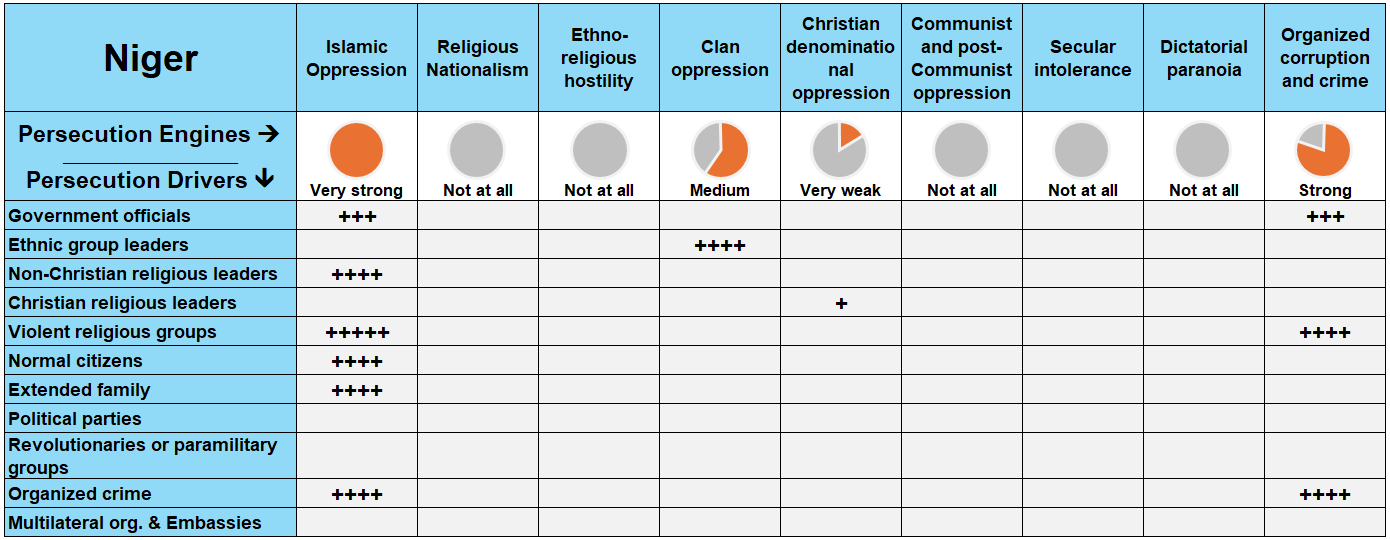 Niger
Islamic
Oppression
Religious
Nationalism
Ethno-
religious
hostility
Clan
oppression
Christian
denominatio
nal
oppression
Communist
and post-
Communist
oppression
Secular
intolerance
Dictatorial
paranoia
Organized
corruption
and crime
Persecution Engines →
Persecution Drivers ↓
Very strong
Not at all
Not at all
Medium
Very weak
Not at all
Not at all
Not at all
Strong
Government officials +++ +++
Ethnic group leaders ++++
Non-Christian religious leaders ++++
Christian religious leaders +
Violent religious groups +++++ ++++
Normal citizens ++++
Extended family ++++
Political parties
Revolutionaries or paramilitary
groups
Organized crime ++++ ++++
Multilateral org. & Embassies